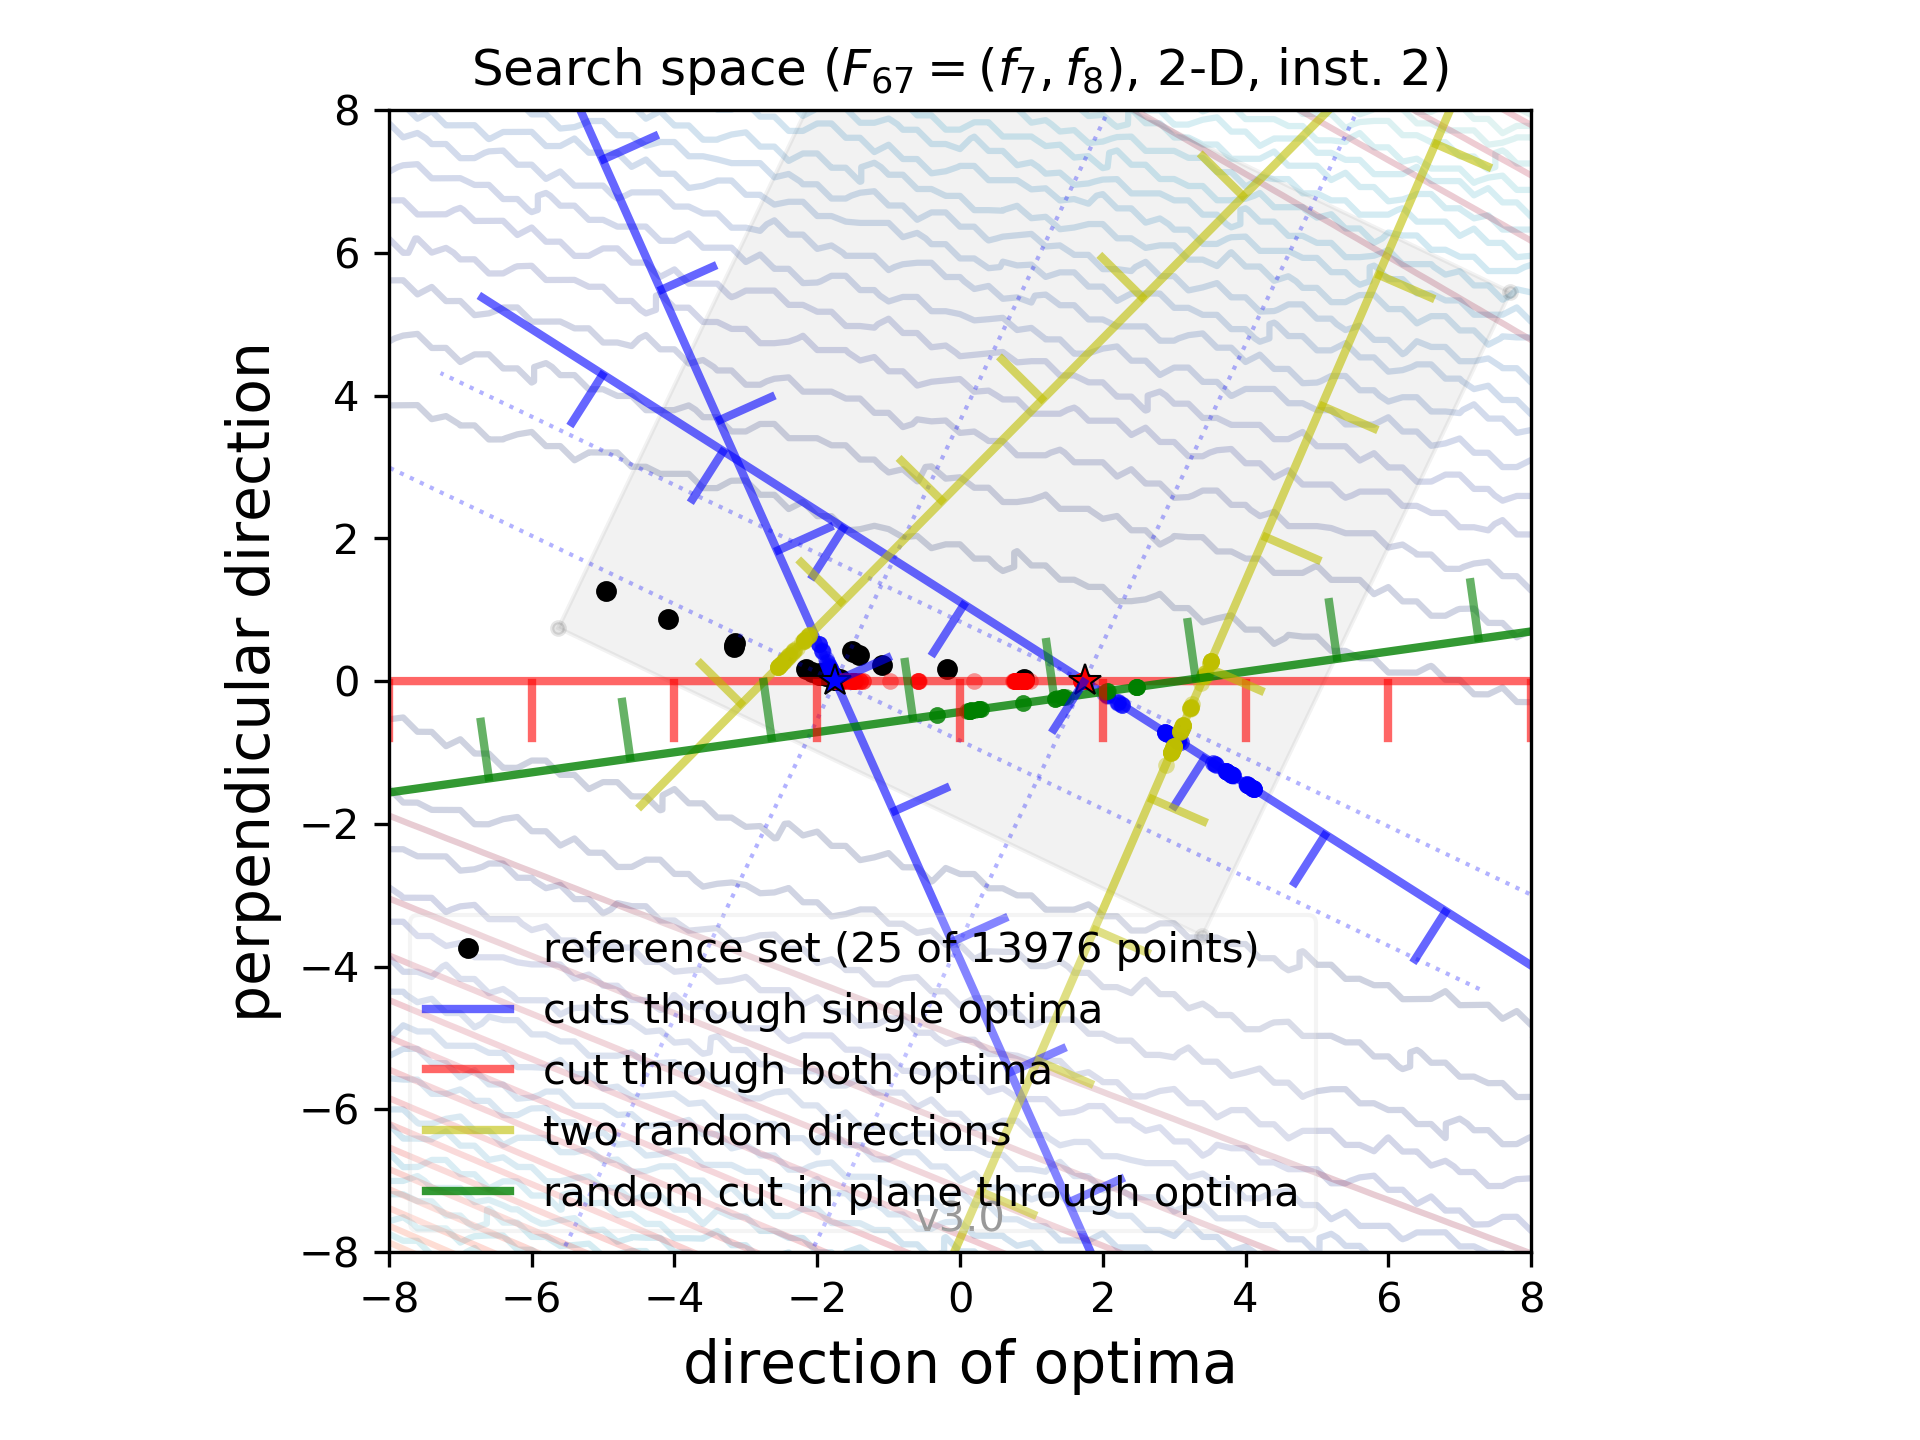 Search space (F₆₇ = (f₇, f₈), 2-D, inst. 2)
perpendicular direction
8
6
4
2
0
−2
−4
−6
−8
reference set (25 of 13976 points)
cuts through single optima
cut through both optima
two random directions
random cut in plane through optima
v3.0
−8 −6 −4 −2 0 2 4 6 8
direction of optima